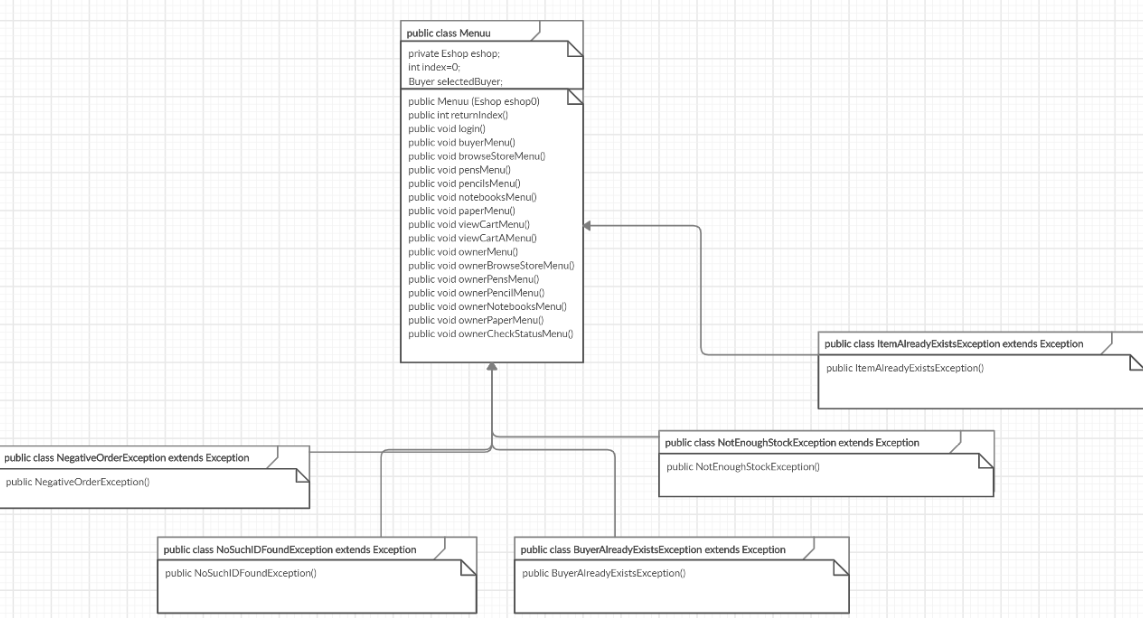 public class Menuu
private Eshop eshop;
int index=0;
Buyer selectedBuyer;
public Menuu (Eshop eshop0)
public int returnIndex()
public void login()
public void buyerMenu()
public void browseStoreMenu()
public void pensMenu()
public void pencilsMenu()
public void notebooksMenu()
public void paperMenu()
public void viewCartMenu()
public void viewCartAMenu()
public void ownerMenu()
public void ownerBrowseStoreMenu()
public void ownerPensMenu()
public void ownerPencilMenu()
public void ownerNotebooksMenu()
public void ownerPaperMenu()
public void ownerCheckStatusMenu()
public class ItemAlreadyExistsException extends Exception
public ItemAlreadyExistsException()
public class NotEnoughStockException extends Exception
public NotEnoughStockException()
public class NegativeOrderException extends Exception
public NegativeOrderException()
public class NoSuchIDFoundException extends Exception
public NoSuchIDFoundException()
public class BuyerAlreadyExistsException extends Exception
public BuyerAlreadyExistsException()